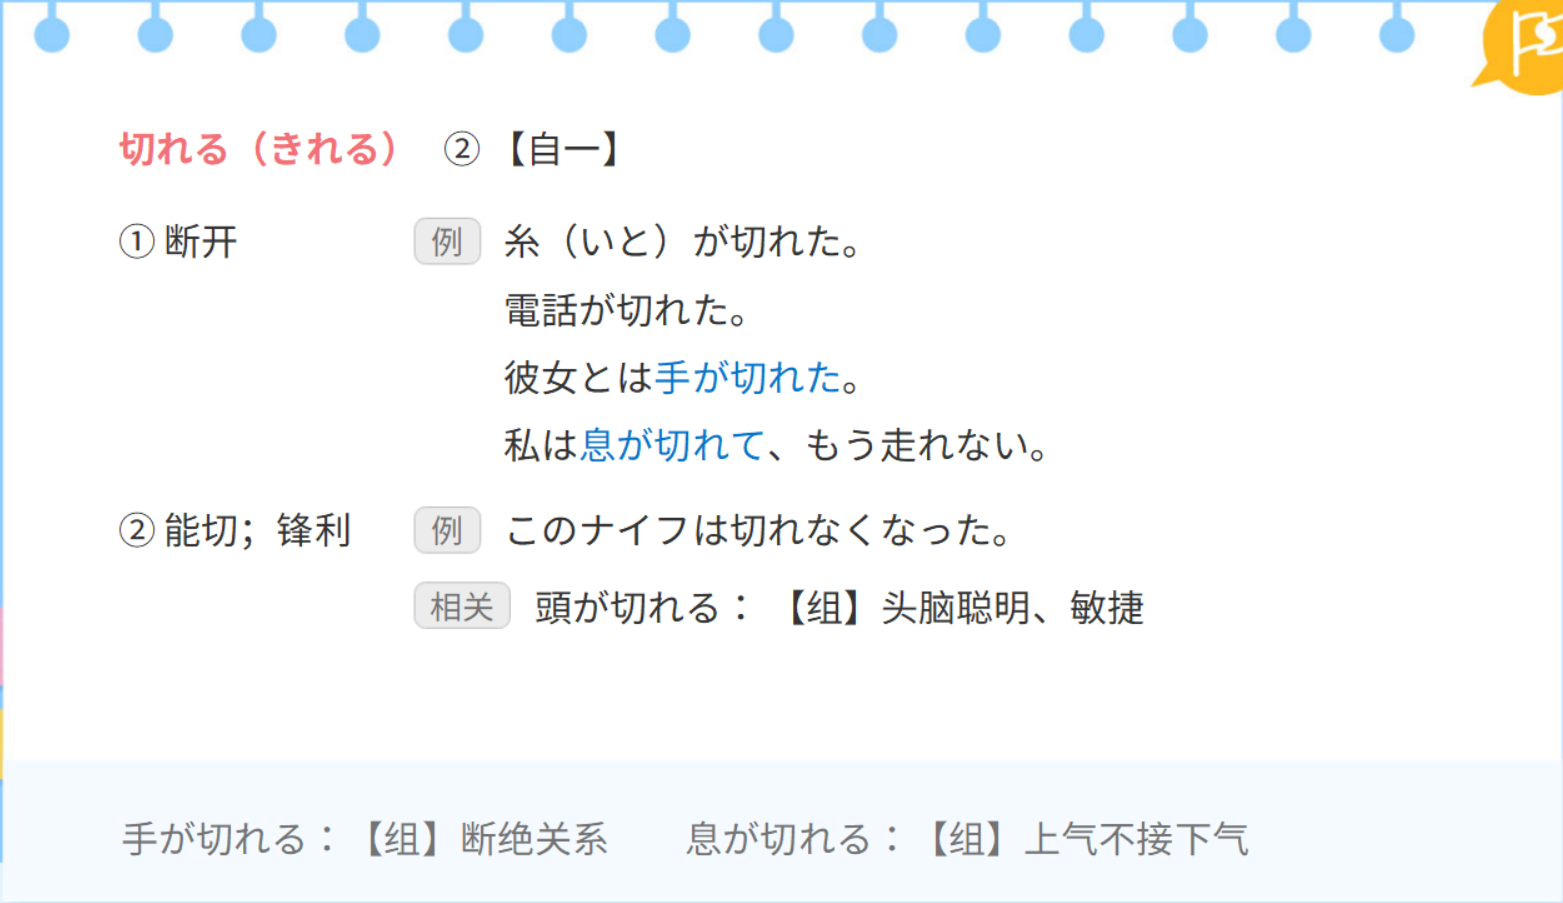 切れる（きれる） ② 【自一】
① 断开 例 糸（いと）が切れた。
電話が切れた。
彼女とは手が切れた。
私は息が切れて、もう走れない。
② 能切；锋利 例 このナイフは切れなくなった。
相关 頭が切れる：【组】头脑聪明、敏捷
手が切れる：【组】断绝关系 息が切れる：【组】上气不接下气